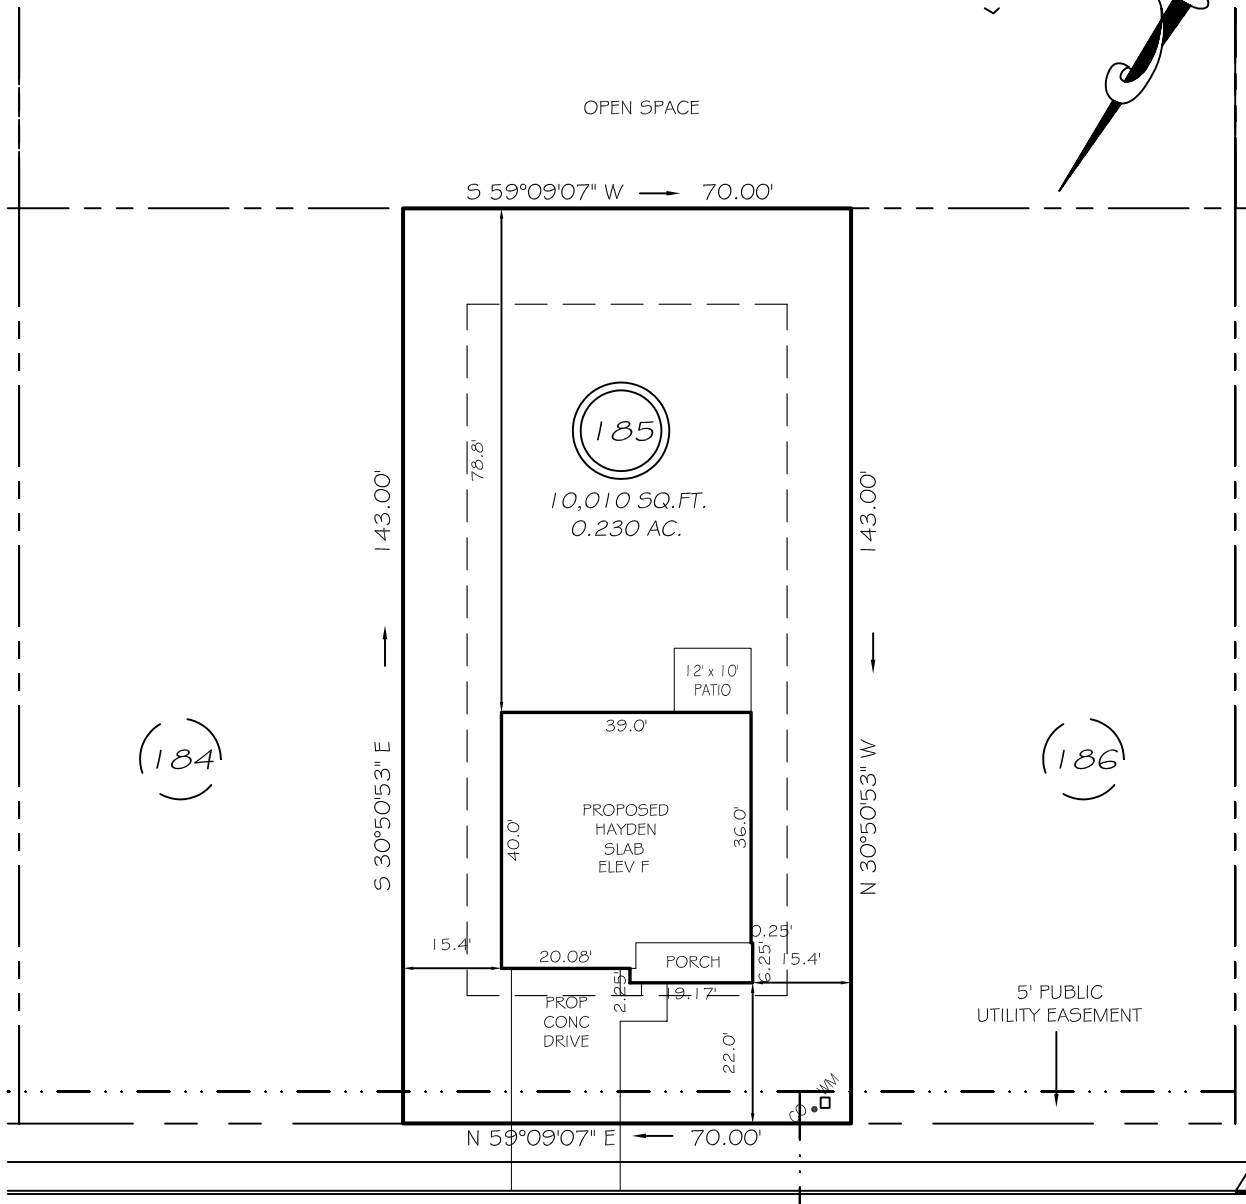 OPEN SPACE
S 59°09'07" W 70.00'
185
10,010 SQ.FT.
0.230 AC.
78.8'
143.00'
143.00'
12' x 10'
PATIO
39.0'
184
186
S 30°50'53" E
N 30°50'53" W
PROPOSED
HAYDEN
SLAB
ELEV F
40.0'
36.0'
0.25'
15.4'
20.08'
PORCH
6.25'
15.4'
2.25'
19.17'
PROP
CONC
DRIVE
5' PUBLIC
UTILITY EASEMENT
22.0'
WM
CO
N 59°09'07" E 70.00'